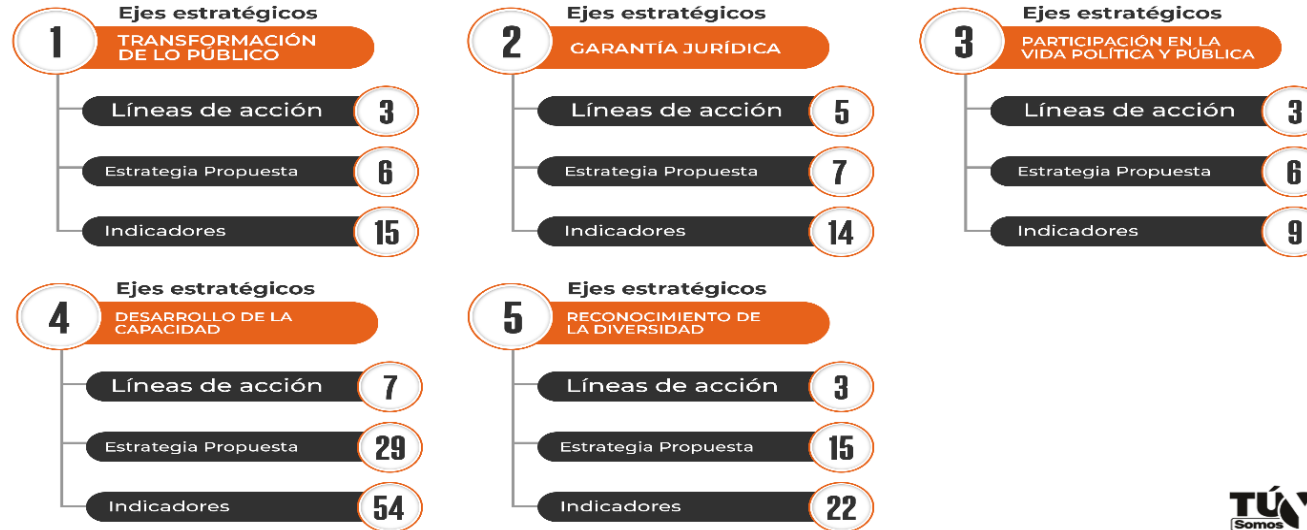 Ejes estratégicos
1
TRANSFORMACIÓN
DE LO PÚBLICO
Líneas de acción 3
Estrategia Propuesta 6
Indicadores 15
Ejes estratégicos
2
GARANTÍA JURÍDICA
Líneas de acción 5
Estrategia Propuesta 7
Indicadores 14
Ejes estratégicos
3
PARTICIPACIÓN EN LA
VIDA POLÍTICA Y PÚBLICA
Líneas de acción 3
Estrategia Propuesta 6
Indicadores 9
Ejes estratégicos
4
DESARROLLO DE LA
CAPACIDAD
Líneas de acción 7
Estrategia Propuesta 29
Indicadores 54
Ejes estratégicos
5
RECONOCIMIENTO DE
LA DIVERSIDAD
Líneas de acción 3
Estrategia Propuesta 15
Indicadores 22
TÚ
Somos